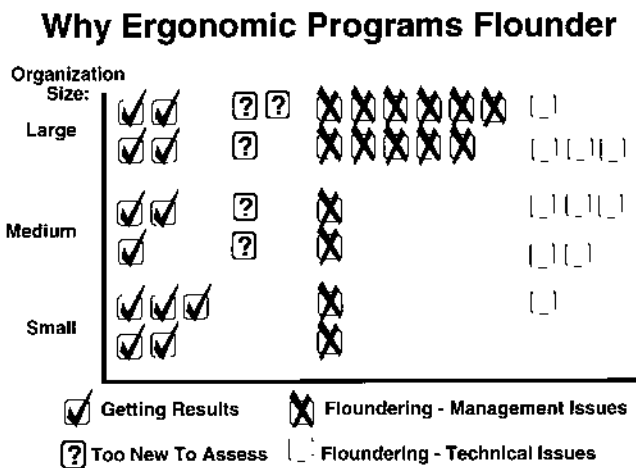 Why Ergonomic Programs Flounder
Organization
Size:
Large
Medium
Small
Getting Results
Floundering - Management Issues
Too New To Assess
Floundering - Technical Issues